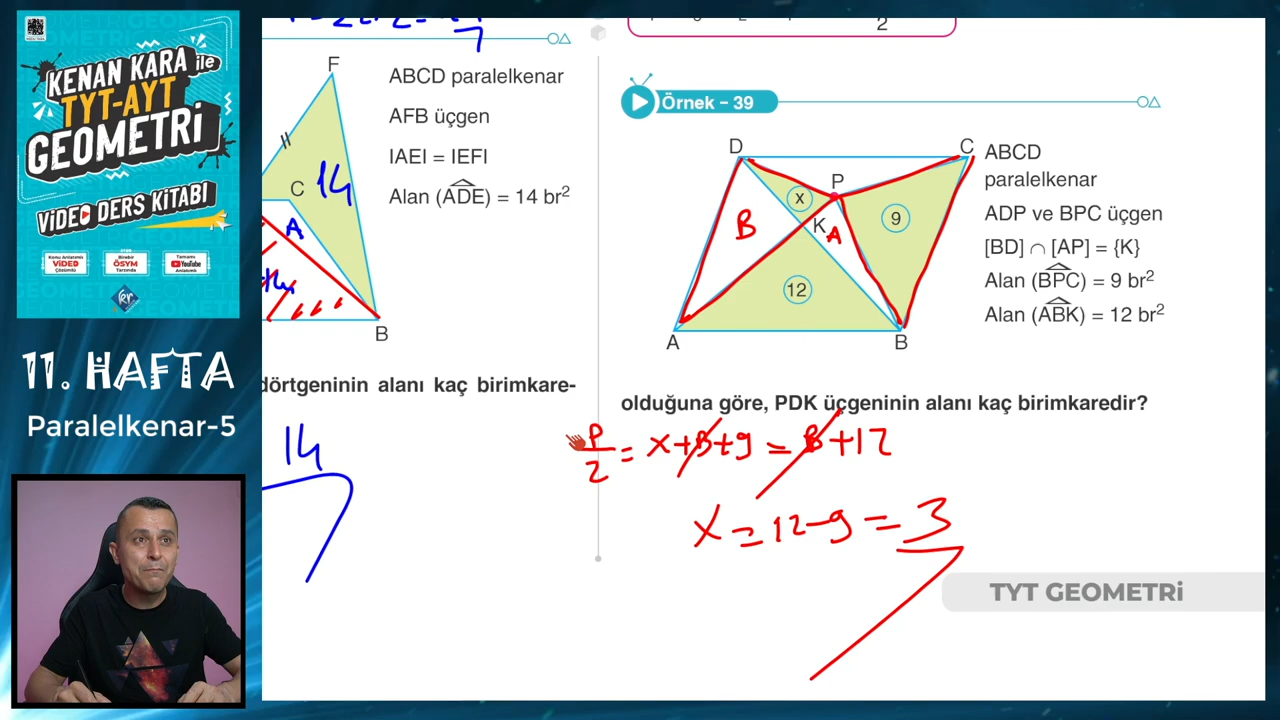 KENAN KARA ile
TYT-AYT
GEOMETRİ
VİDEO DERS KİTABI
11. HAFTA
Paralelkenar-5
F
C
14
A
B
ABCD paralelkenar
AFB üçgen
IAEI = IEFI
Alan (ADE) = 14 br²
dörtgeninin alanı kaç birimkare-
14
2
Örnek – 39
D
C
P
x
K
9
B
A
12
A
B
ABCD
paralelkenar
ADP ve BPC üçgen
[BD] ∩ [AP] = {K}
Alan (BPC) = 9 br²
Alan (ABK) = 12 br²
olduğuna göre, PDK üçgeninin alanı kaç birimkaredir?
P/2 = x+B+9 = B+12
x = 12-9 = 3
TYT GEOMETRİ